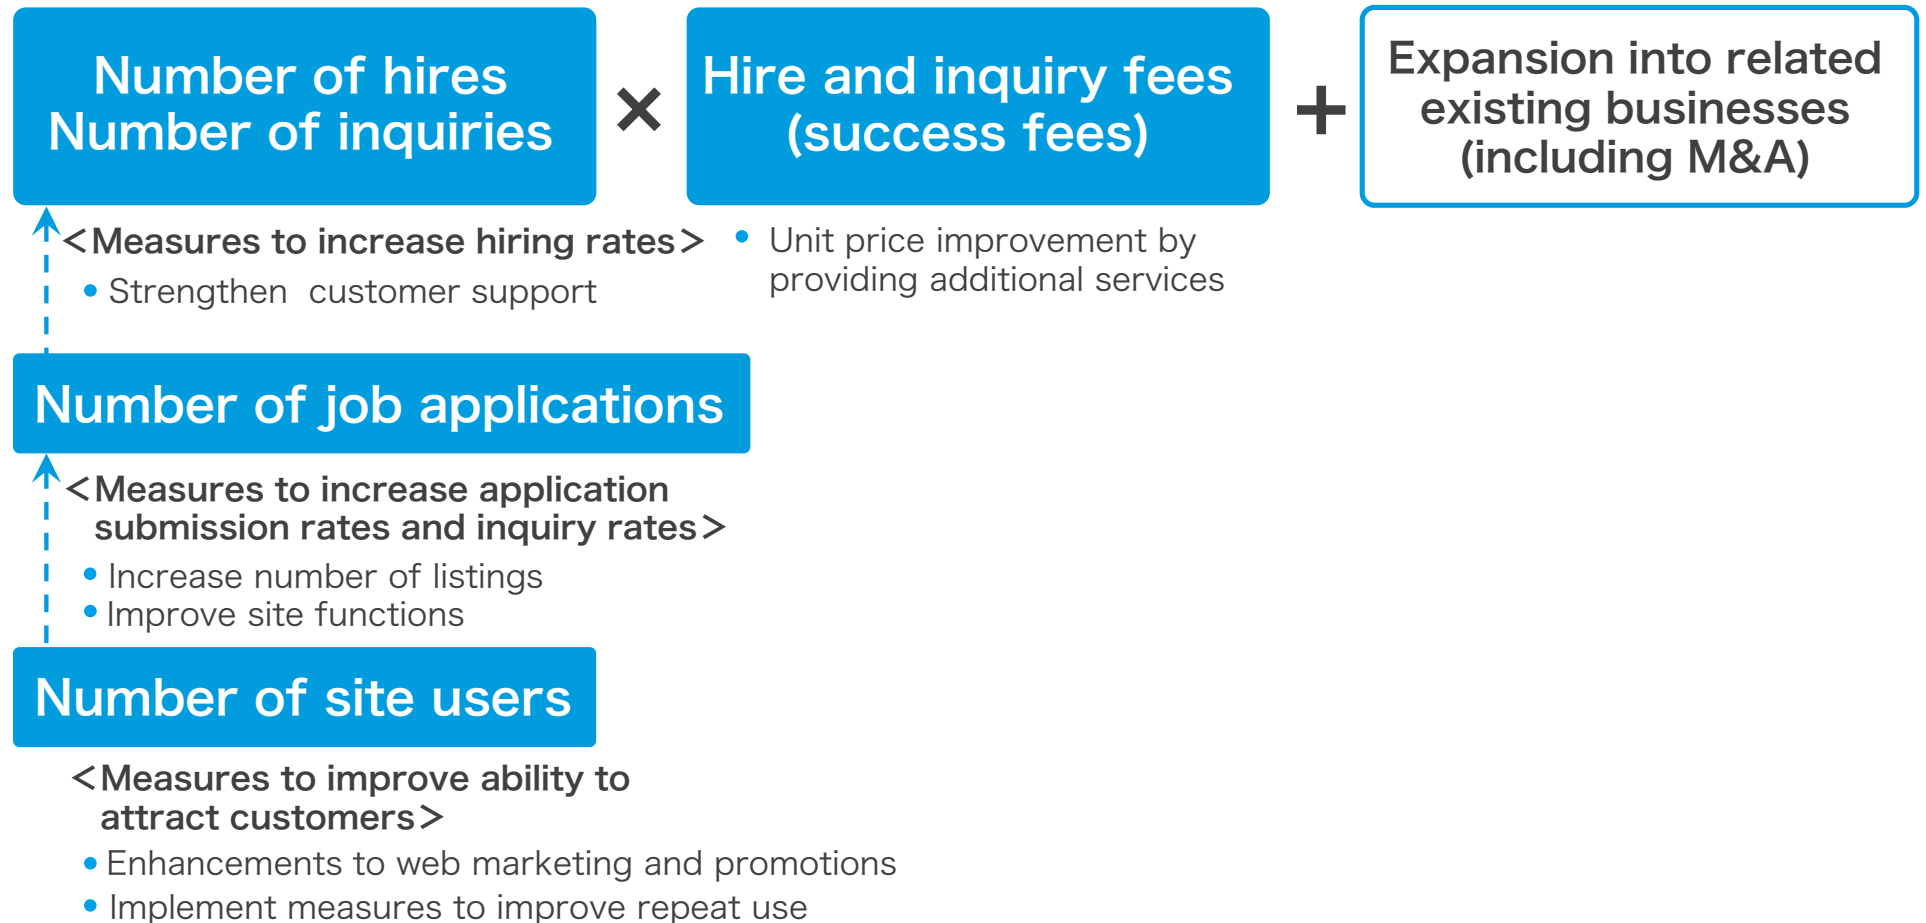 Number of hires
Number of inquiries
×
Hire and inquiry fees
(success fees)
+
Expansion into related
existing businesses
(including M&A)
<Measures to increase hiring rates>
• Strengthen customer support
• Unit price improvement by
providing additional services
Number of job applications
<Measures to increase application
submission rates and inquiry rates>
• Increase number of listings
• Improve site functions
Number of site users
<Measures to improve ability to
attract customers>
• Enhancements to web marketing and promotions
• Implement measures to improve repeat use